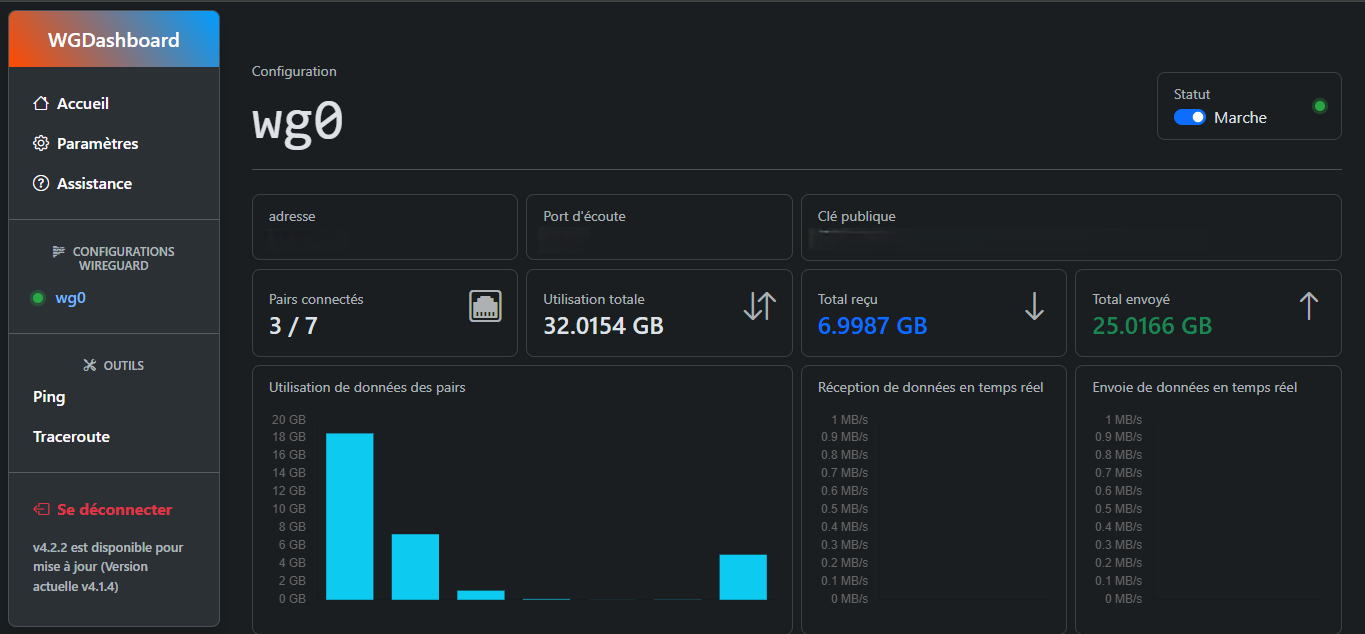 WGDashboard
Accueil
Paramètres
Assistance
CONFIGURATIONS
WIREGUARD
wg0
OUTILS
Ping
Traceroute
Se déconnecter
v4.2.2 est disponible pour
mise à jour (Version
actuelle v4.1.4)
Configuration
wg0
Statut
Marche
adresse
Port d'écoute
Clé publique
Pairs connectés
3 / 7
Utilisation totale
32.0154 GB
Total reçu
6.9987 GB
Total envoyé
25.0166 GB
Utilisation de données des pairs
20 GB
18 GB
16 GB
14 GB
12 GB
10 GB
8 GB
6 GB
4 GB
2 GB
0 GB
Réception de données en temps réel
1 MB/s
0.9 MB/s
0.8 MB/s
0.7 MB/s
0.6 MB/s
0.5 MB/s
0.4 MB/s
0.3 MB/s
0.2 MB/s
0.1 MB/s
0 MB/s
Envoie de données en temps réel
1 MB/s
0.9 MB/s
0.8 MB/s
0.7 MB/s
0.6 MB/s
0.5 MB/s
0.4 MB/s
0.3 MB/s
0.2 MB/s
0.1 MB/s
0 MB/s